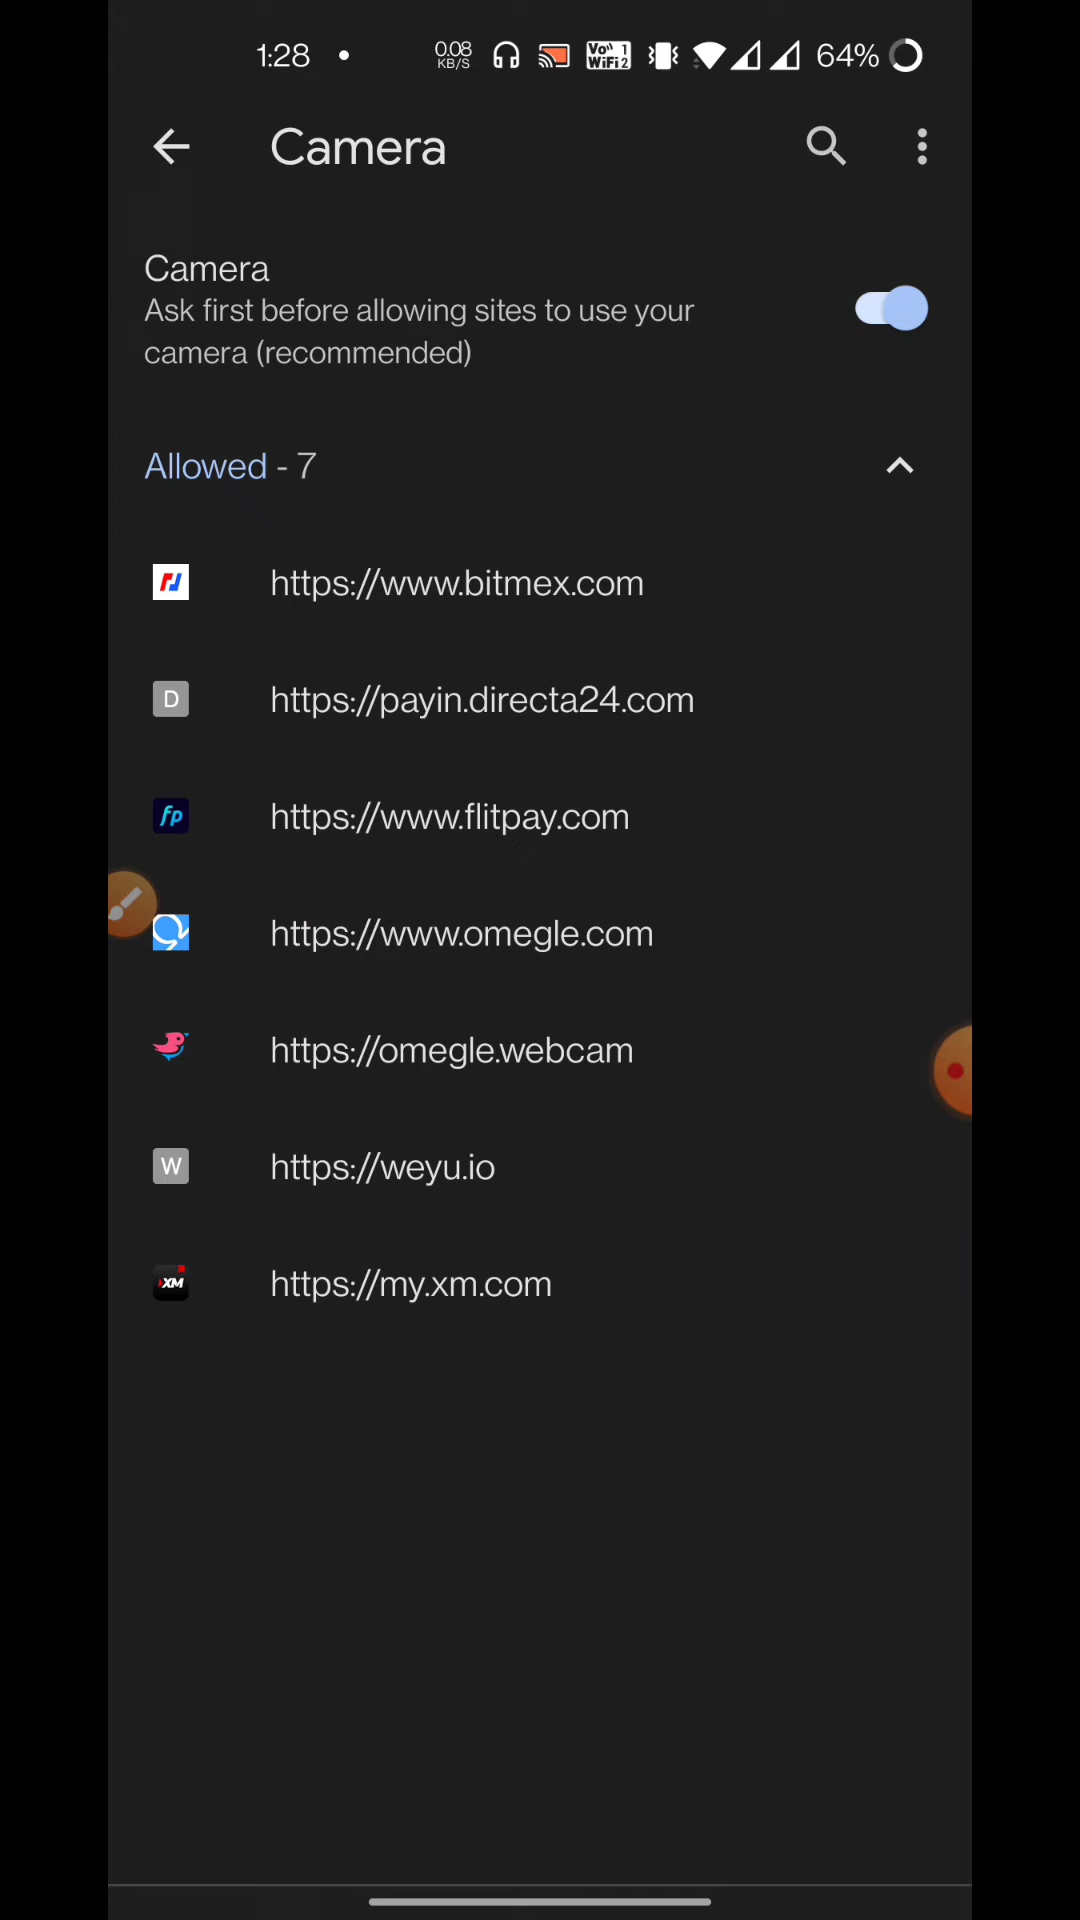 1:28
0.08
KB/S
Vo 1
WiFi 2
64%
Camera
Camera
Ask first before allowing sites to use your
camera (recommended)
Allowed - 7
https://www.bitmex.com
D
https://payin.directa24.com
fp
https://www.flitpay.com
https://www.omegle.com
https://omegle.webcam
W
https://weyu.io
XM
https://my.xm.com